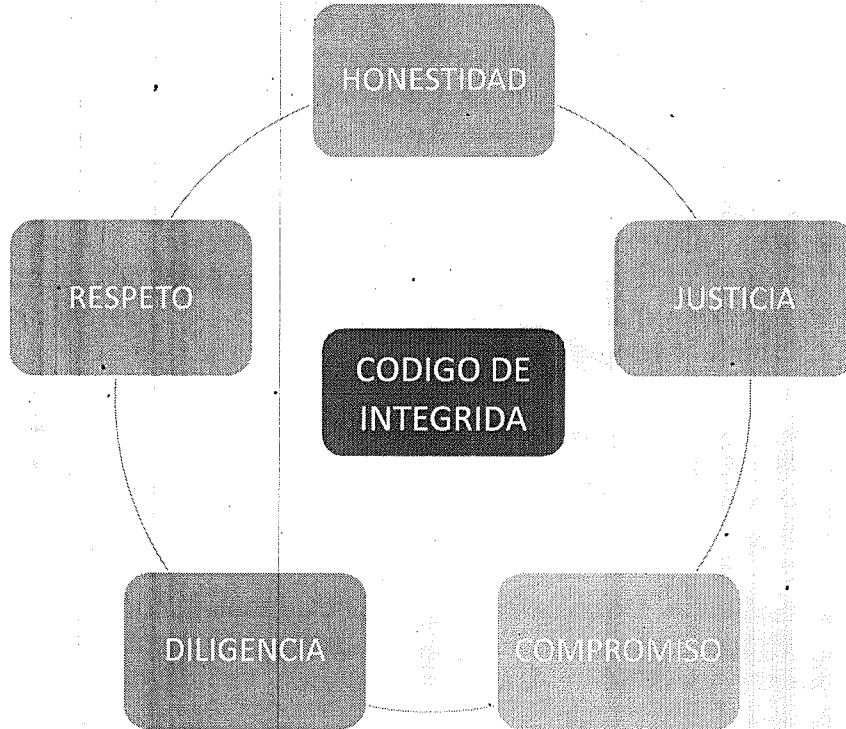 HONESTIDAD
RESPETO
JUSTICIA
CODIGO DE
INTEGRIDA
DILIGENCIA
COMPROMISO